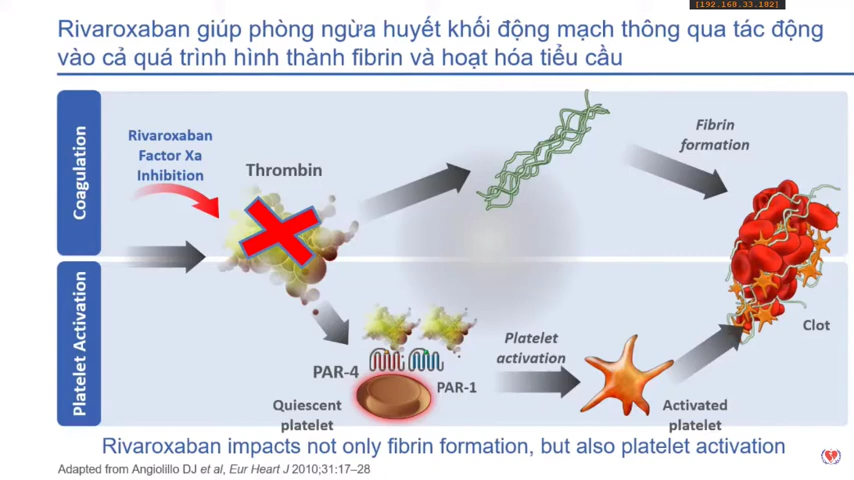 [192.168.33.182]
Rivaroxaban giúp phòng ngừa huyết khối động mạch thông qua tác động
vào cả quá trình hình thành fibrin và hoạt hóa tiểu cầu
Coagulation
Rivaroxaban
Factor Xa
Inhibition
Thrombin
Fibrin
formation
Platelet Activation
PAR-4
PAR-1
Quiescent
platelet
Platelet
activation
Activated
platelet
Clot
Rivaroxaban impacts not only fibrin formation, but also platelet activation
Adapted from Angiolillo DJ et al, Eur Heart J 2010;31:17–28